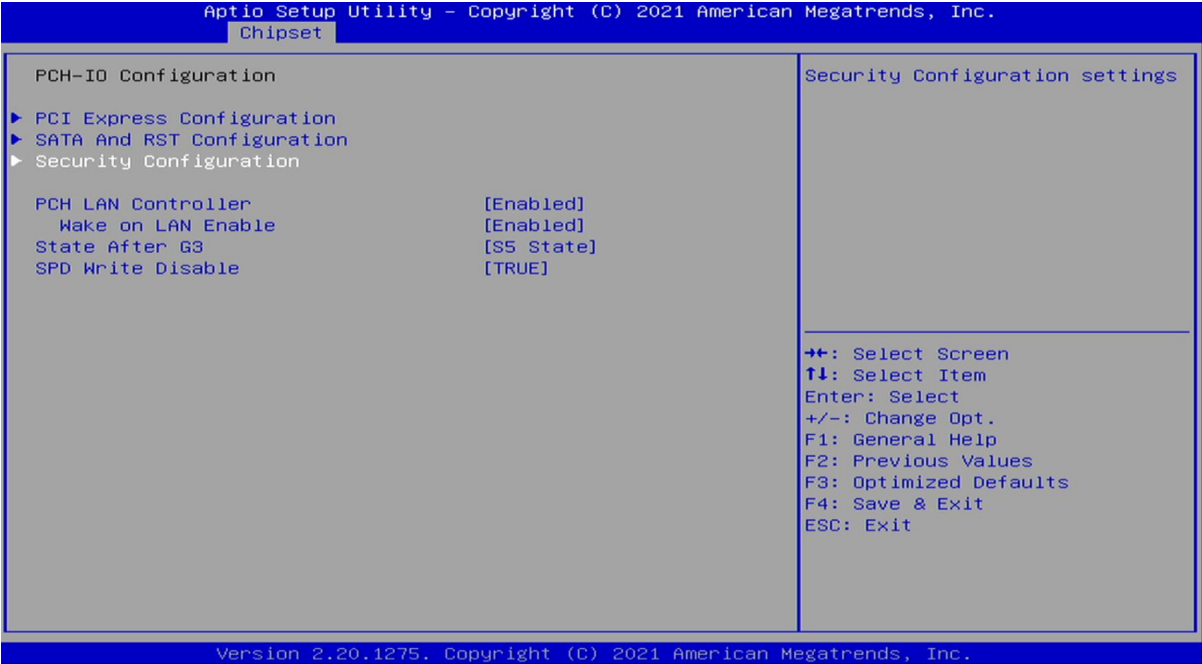 Aptio Setup Utility – Copyright (C) 2021 American Megatrends, Inc.
Chipset
PCH-IO Configuration
▶ PCI Express Configuration
▶ SATA And RST Configuration
▶ Security Configuration
PCH LAN Controller [Enabled]
Wake on LAN Enable [Enabled]
State After G3 [S5 State]
SPD Write Disable [TRUE]
Security Configuration settings
→←: Select Screen
↑↓: Select Item
Enter: Select
+/-: Change Opt.
F1: General Help
F2: Previous Values
F3: Optimized Defaults
F4: Save & Exit
ESC: Exit
Version 2.20.1275. Copyright (C) 2021 American Megatrends, Inc.